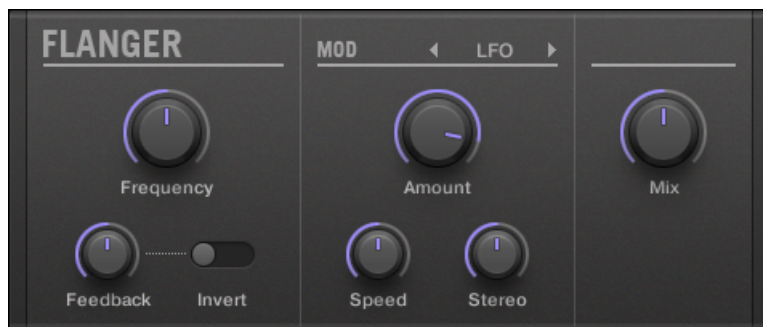 FLANGER
MOD LFO
Frequency
Amount
Mix
Feedback
Invert
Speed
Stereo